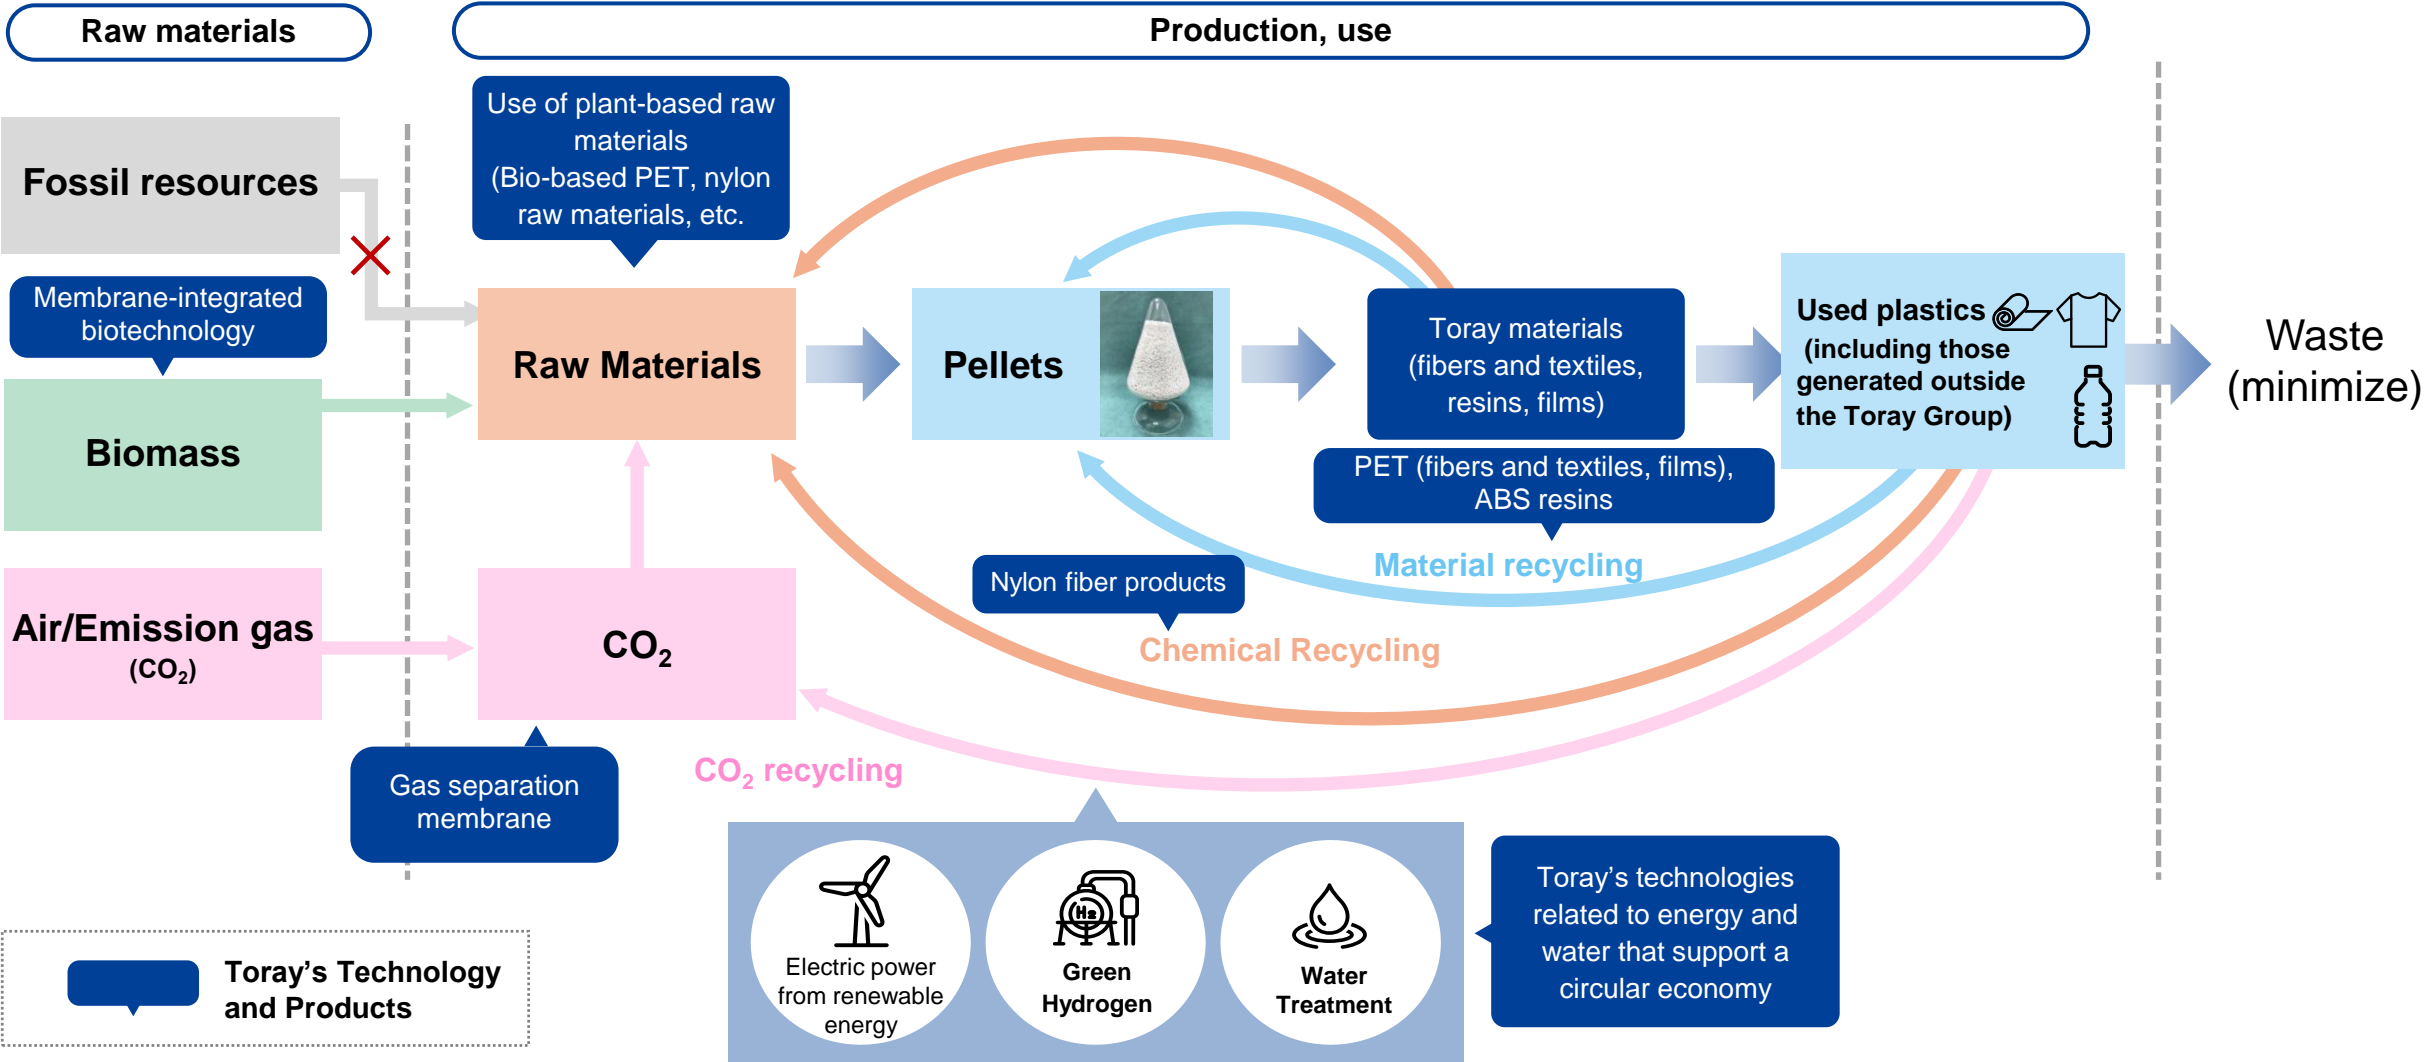 Raw materials
Production, use
Use of plant-based raw
materials
(Bio-based PET, nylon
raw materials, etc.
Fossil resources
Membrane-integrated
biotechnology
Biomass
Air/Emission gas
(CO₂)
Raw Materials
Pellets
Toray materials
(fibers and textiles,
resins, films)
Used plastics
(including those
generated outside
the Toray Group)
Waste
(minimize)
PET (fibers and textiles, films),
ABS resins
Material recycling
Nylon fiber products
Chemical Recycling
CO₂
Gas separation
membrane
CO₂ recycling
Electric power
from renewable
energy
H₂
Green
Hydrogen
Water
Treatment
Toray’s technologies
related to energy and
water that support a
circular economy
Toray’s Technology
and Products